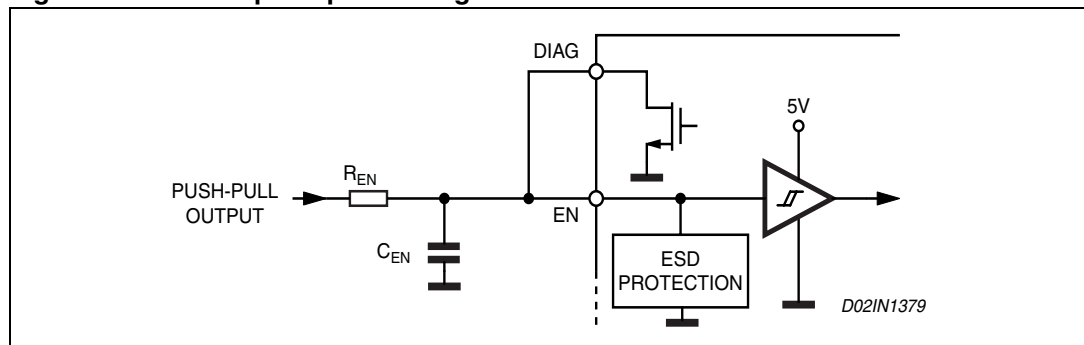 DIAG
5V
R_EN
PUSH-PULL
OUTPUT
EN
C_EN
ESD
PROTECTION
D02IN1379